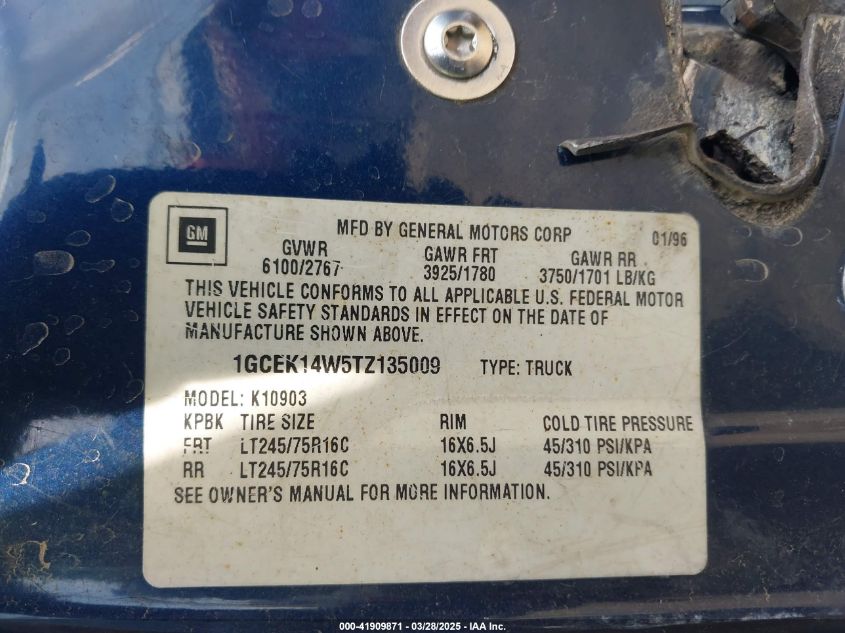 GM
MFD BY GENERAL MOTORS CORP 01/96
GVWR GAWR FRT GAWR RR
6100/2767 3925/1780 3750/1701 LB/KG
THIS VEHICLE CONFORMS TO ALL APPLICABLE U.S. FEDERAL MOTOR
VEHICLE SAFETY STANDARDS IN EFFECT ON THE DATE OF
MANUFACTURE SHOWN ABOVE.
1GCEK14W5TZ135009 TYPE: TRUCK
MODEL: K10903
KPBK TIRE SIZE RIM COLD TIRE PRESSURE
FRT LT245/75R16C 16X6.5J 45/310 PSI/KPA
RR LT245/75R16C 16X6.5J 45/310 PSI/KPA
SEE OWNER'S MANUAL FOR MORE INFORMATION.
000-41909871 - 03/28/2025 - IAA Inc.